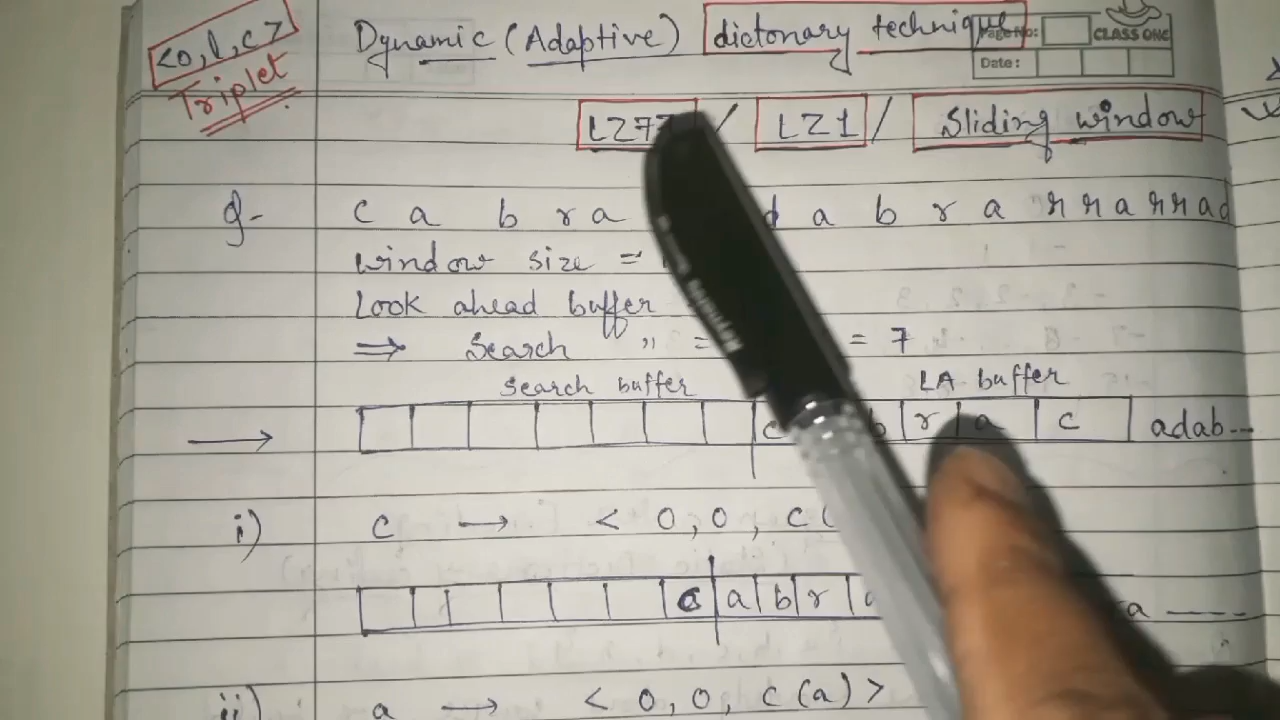 <o, l, c>
Triplet
Dynamic (Adaptive) dictonary technique
Page No:
CLASS ONE
Date:
LZ77 / LZ1 / Sliding window
Q- c a b r a d a b r a r r a r r a d
window size =
Look ahead buffer
⇒ Search " = = 7
Search buffer LA buffer
→ c b r a c adab--
i) c → < 0, 0, c(
c a b r a
ii) a → < 0, 0, c(a) >